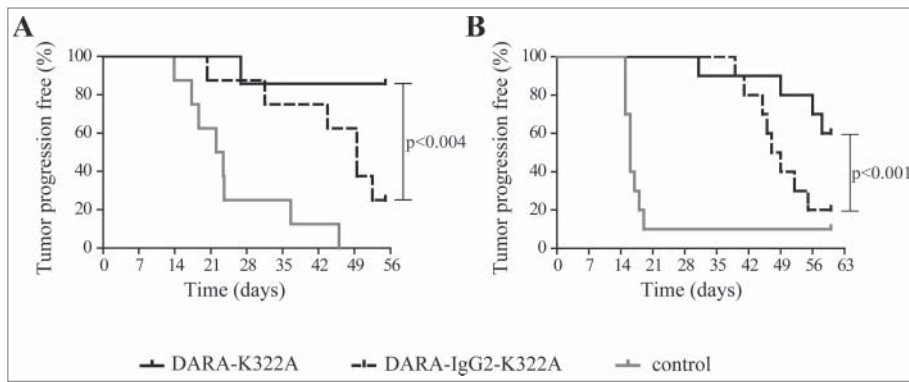 A
Tumor progression free (%)
100
80
60
40
20
0
0 7 14 21 28 35 42 49 56
Time (days)
p<0.004
B
Tumor progression free (%)
100
80
60
40
20
0
0 7 14 21 28 35 42 49 56 63
Time (days)
p<0.001
DARA-K322A DARA-IgG2-K322A control